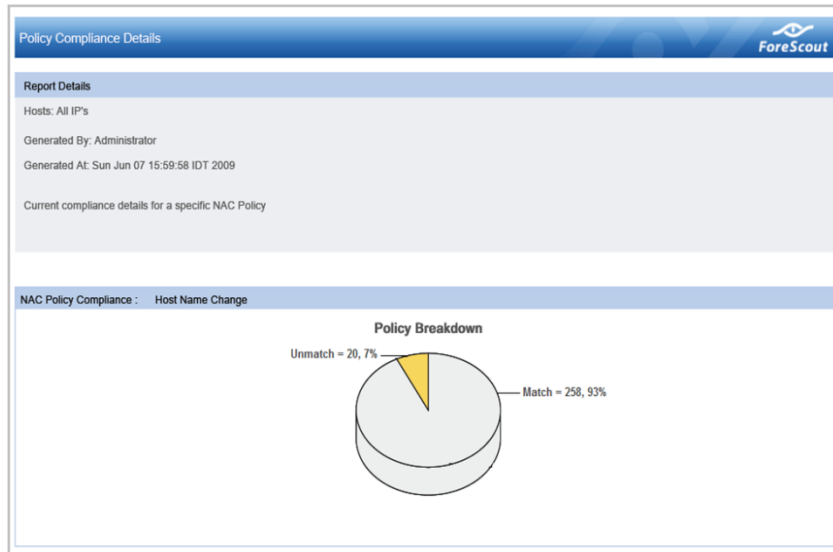 Policy Compliance Details
ForeScout
Report Details
Hosts: All IP's
Generated By: Administrator
Generated At: Sun Jun 07 15:59:58 IDT 2009
Current compliance details for a specific NAC Policy
NAC Policy Compliance : Host Name Change
Policy Breakdown
Unmatch = 20, 7%
Match = 258, 93%